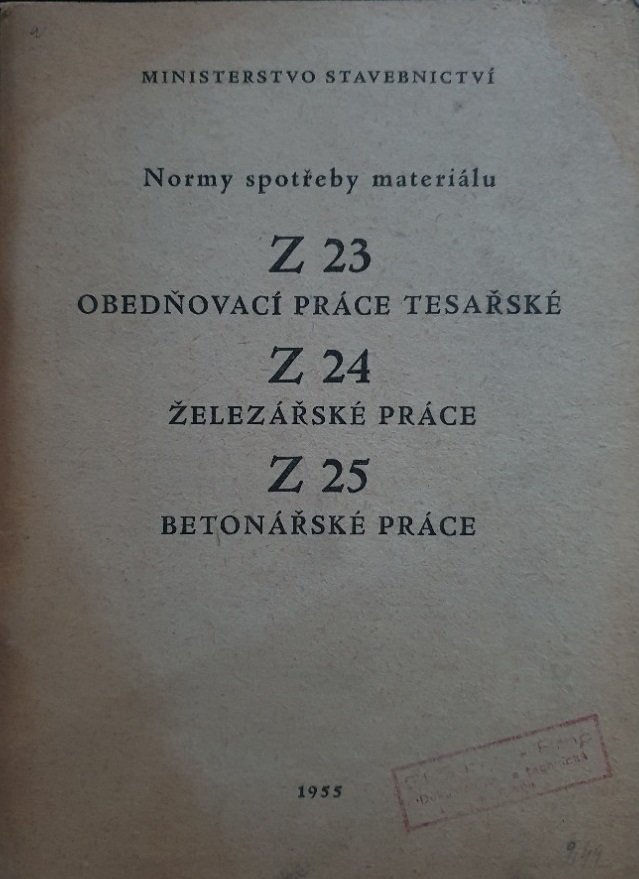 MINISTERSTVO STAVEBNICTVÍ
Normy spotřeby materiálu
Z 23
OBEDŇOVACÍ PRÁCE TESAŘSKÉ
Z 24
ŽELEZÁŘSKÉ PRÁCE
Z 25
BETONÁŘSKÉ PRÁCE
1955